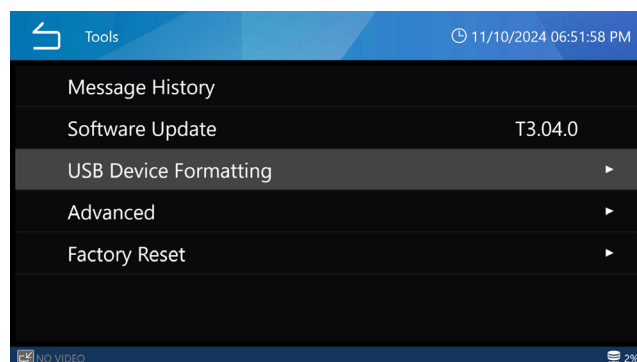 Tools 11/10/2024 06:51:58 PM
Message History
Software Update T3.04.0
USB Device Formatting
Advanced
Factory Reset
NO VIDEO 2%